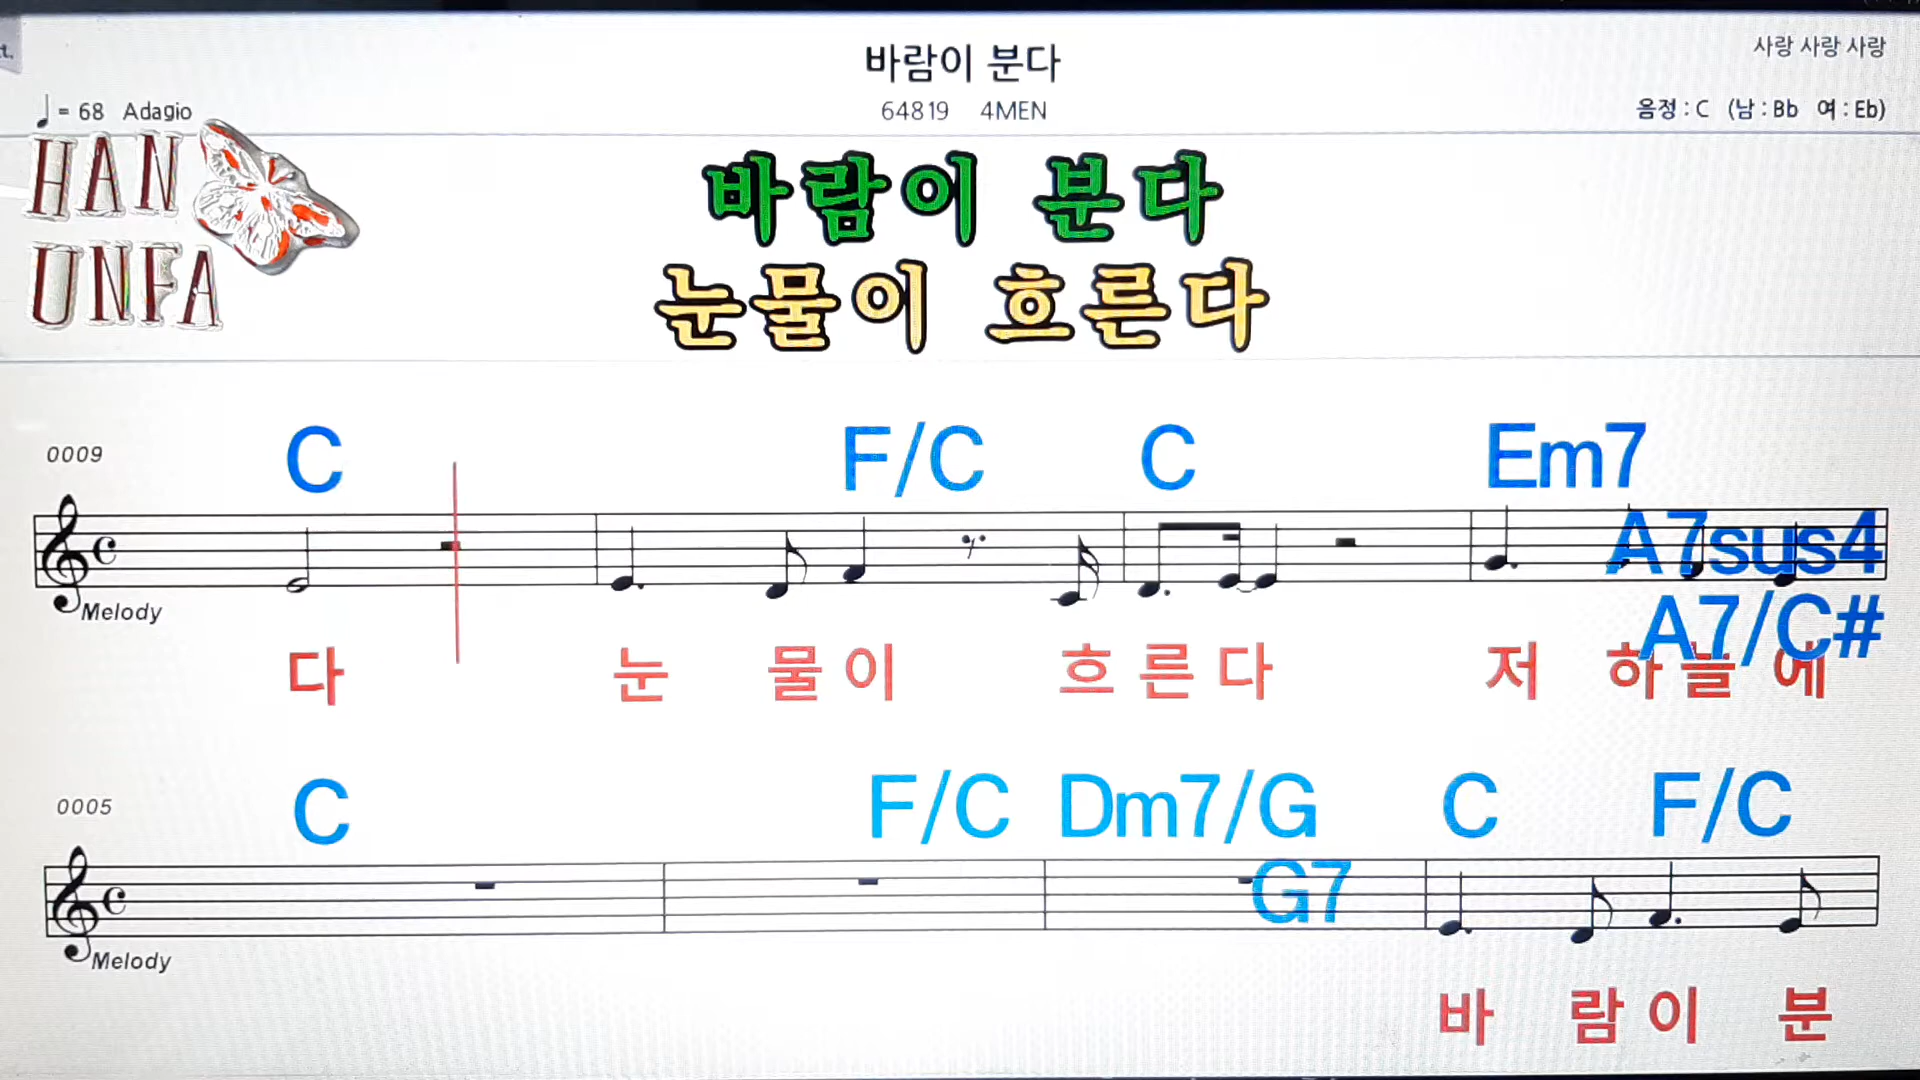 t.
바람이 분다
사랑 사랑 사랑
♩ = 68 Adagio
64819 4MEN
음정 : C (남 : Bb 여 : Eb)
HAN
UNFA
바람이 분다
눈물이 흐른다
0009
C F/C C Em7
A7sus4
Melody
A7/C#
다 눈 물 이 흐 른 다 저 하 늘 에
0005
C F/C Dm7/G C F/C
G7
Melody
바 람 이 분